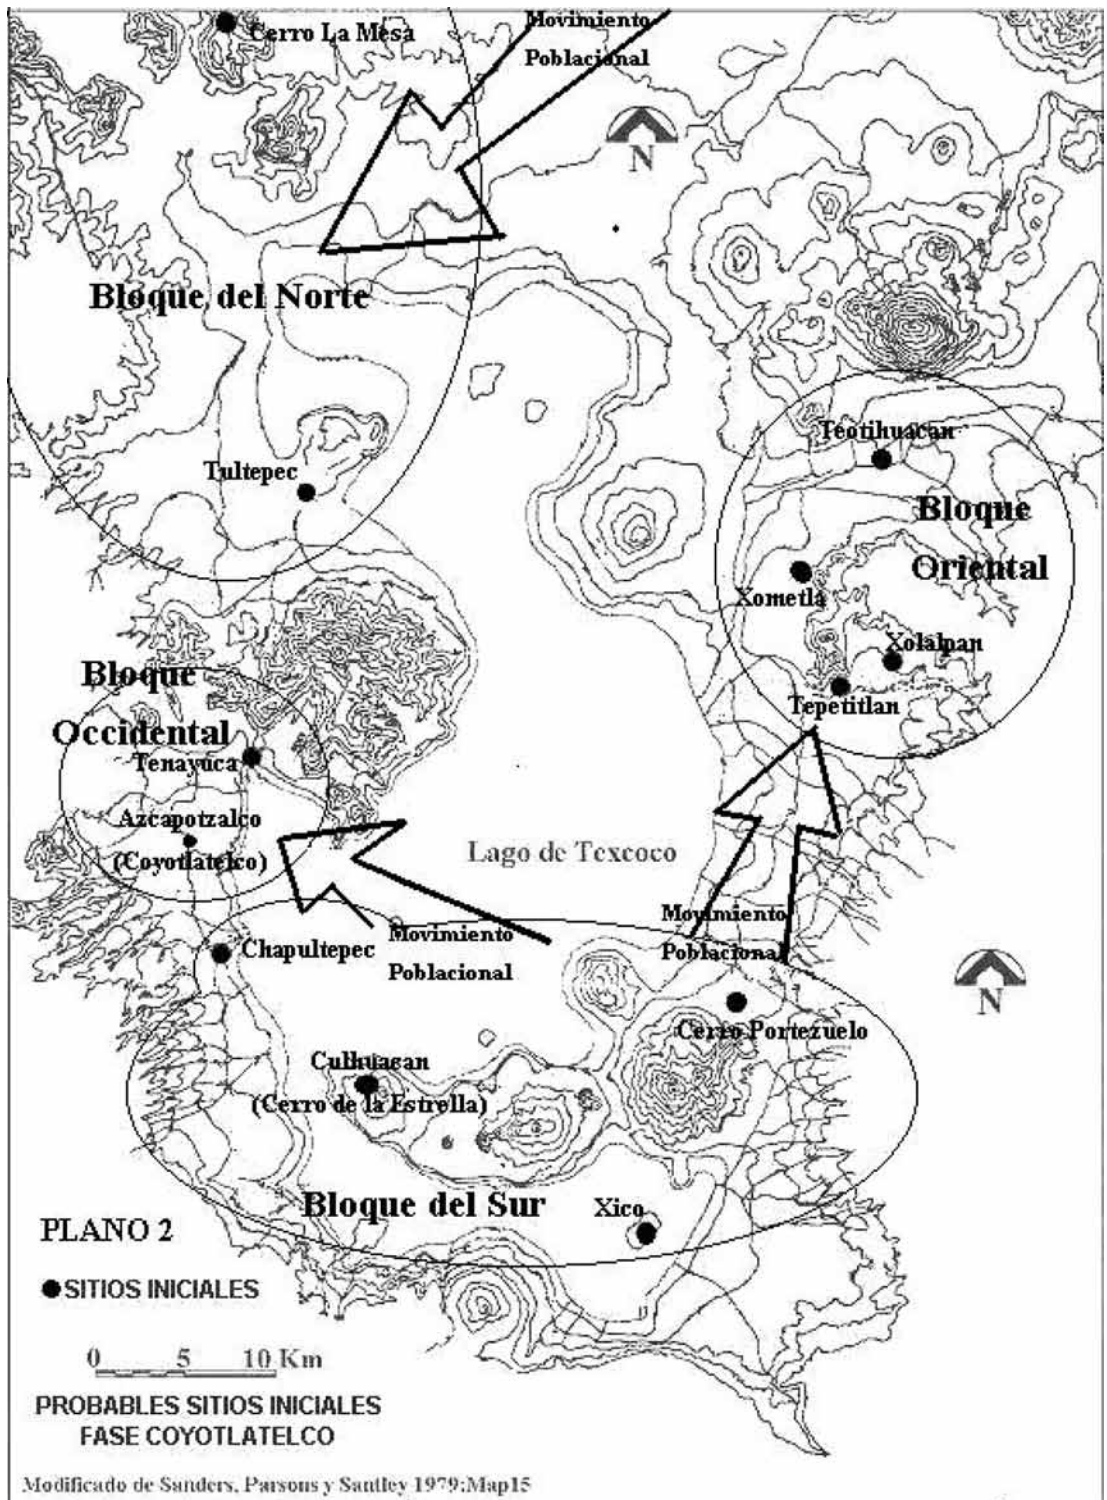 Cerro La Mesa
Movimiento
Poblacional
N
Bloque del Norte
Tultepec
Teotihuacan
Bloque
Oriental
Xometla
Xolalpan
Tepetitlan
Bloque
Occidental
Tenayuca
Azcapotzalco
(Coyotlatelco)
Lago de Texcoco
Chapultepec
Movimiento
Poblacional
Movimiento
Poblacional
N
Cerro Portezuelo
Culhuacan
(Cerro de la Estrella)
Bloque del Sur
Xico
PLANO 2
SITIOS INICIALES
0 5 10 Km
PROBABLES SITIOS INICIALES
FASE COYOTLATELCO
Modificado de Sanders, Parsons y Santley 1979:Map15